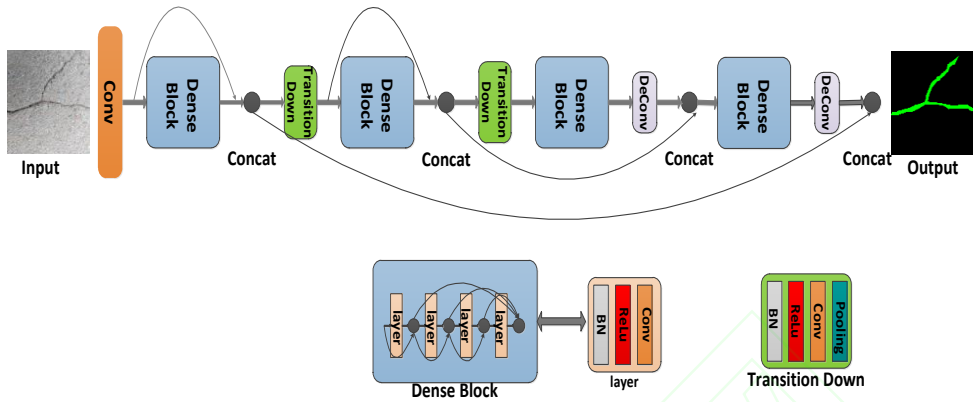 Input
Conv
Dense
Block
Concat
Transition
Down
Dense
Block
Concat
Transition
Down
Dense
Block
DeConv
Concat
Dense
Block
DeConv
Concat
Output
layer
layer
layer
layer
Dense Block
BN
ReLu
Conv
layer
BN
ReLu
Conv
Pooling
Transition Down